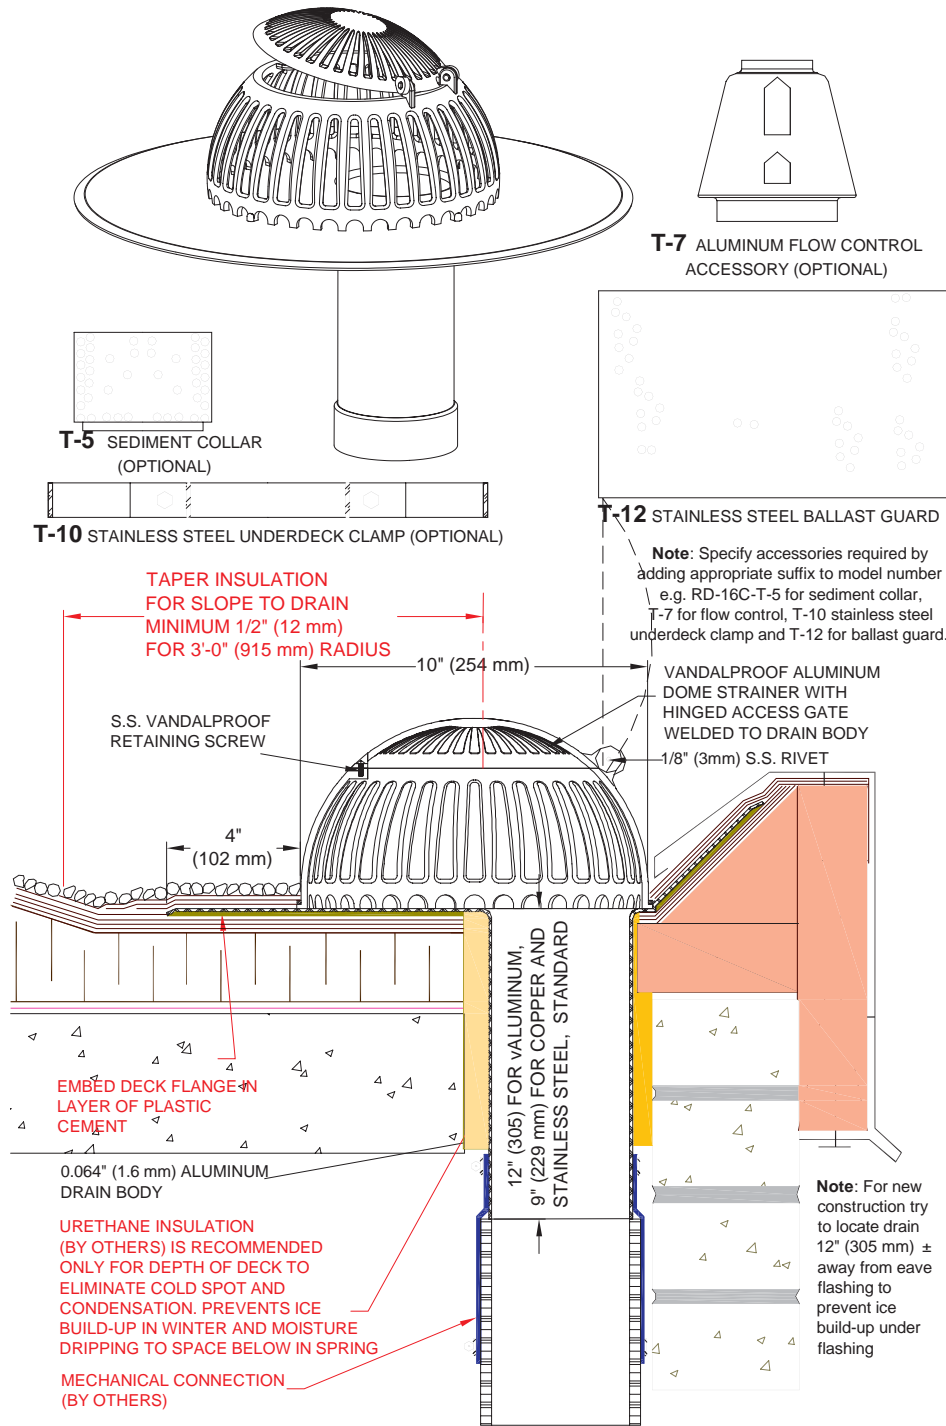 T-7 ALUMINUM FLOW CONTROL
ACCESSORY (OPTIONAL)
T-5 SEDIMENT COLLAR
(OPTIONAL)
T-10 STAINLESS STEEL UNDERDECK CLAMP (OPTIONAL)
T-12 STAINLESS STEEL BALLAST GUARD
Note: Specify accessories required by
adding appropriate suffix to model number
e.g. RD-16C-T-5 for sediment collar,
T-7 for flow control, T-10 stainless steel
underdeck clamp and T-12 for ballast guard.
TAPER INSULATION
FOR SLOPE TO DRAIN
MINIMUM 1/2" (12 mm)
FOR 3'-0" (915 mm) RADIUS
10" (254 mm)
VANDALPROOF ALUMINUM
DOME STRAINER WITH
HINGED ACCESS GATE
WELDED TO DRAIN BODY
S.S. VANDALPROOF
RETAINING SCREW
1/8" (3mm) S.S. RIVET
4"
(102 mm)
12" (305) FOR vALUMINUM,
9" (229 mm) FOR COPPER AND
STAINLESS STEEL, STANDARD
EMBED DECK FLANGE IN
LAYER OF PLASTIC
CEMENT
0.064" (1.6 mm) ALUMINUM
DRAIN BODY
URETHANE INSULATION
(BY OTHERS) IS RECOMMENDED
ONLY FOR DEPTH OF DECK TO
ELIMINATE COLD SPOT AND
CONDENSATION. PREVENTS ICE
BUILD-UP IN WINTER AND MOISTURE
DRIPPING TO SPACE BELOW IN SPRING
MECHANICAL CONNECTION
(BY OTHERS)
Note: For new
construction try
to locate drain
12" (305 mm) ±
away from eave
flashing to
prevent ice
build-up under
flashing